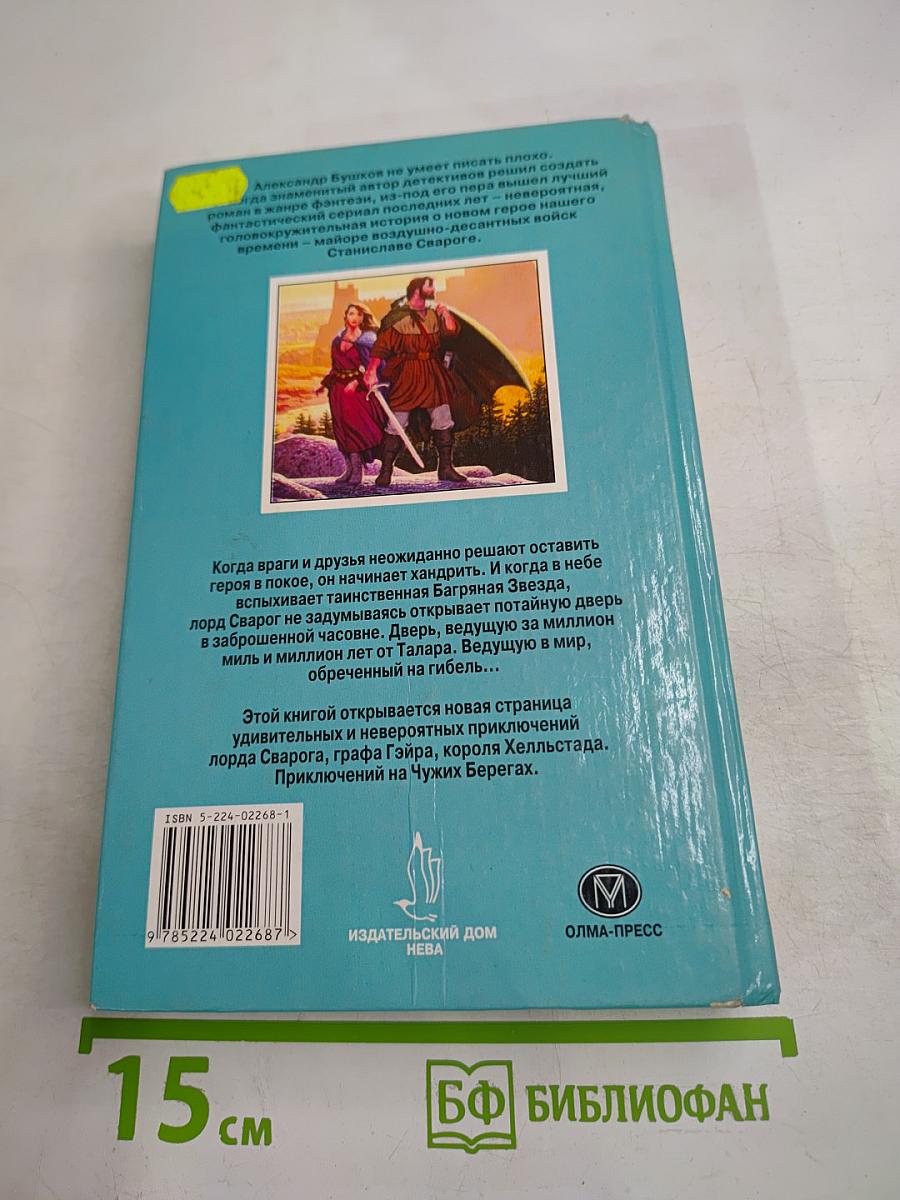 Александр Бушков не умеет писать плохо.
знаменитый автор детективов решил создать
роман в жанре фэнтези, из-под его пера вышел лучший
фантастический сериал последних лет – невероятная,
головокружительная история о новом герое нашего
времени – майоре воздушно-десантных войск
Станиславе Свароге.
Когда враги и друзья неожиданно решают оставить
героя в покое, он начинает хандрить. И когда в небе
вспыхивает таинственная Багряная Звезда,
лорд Сварог не задумываясь открывает потайную дверь
в заброшенной часовне. Дверь, ведущую за миллион
миль и миллион лет от Талара. Ведущую в мир,
обреченный на гибель...
Этой книгой открывается новая страница
удивительных и невероятных приключений
лорда Сварога, графа Гэйра, короля Хелльстада.
Приключений на Чужих Берегах.
ISBN 5-224-02268-1
9 785224 022687 >
ИЗДАТЕЛЬСКИЙ ДОМ
НЕВА
ОЛМА-ПРЕСС
15 см
БФ БИБЛИОФАН